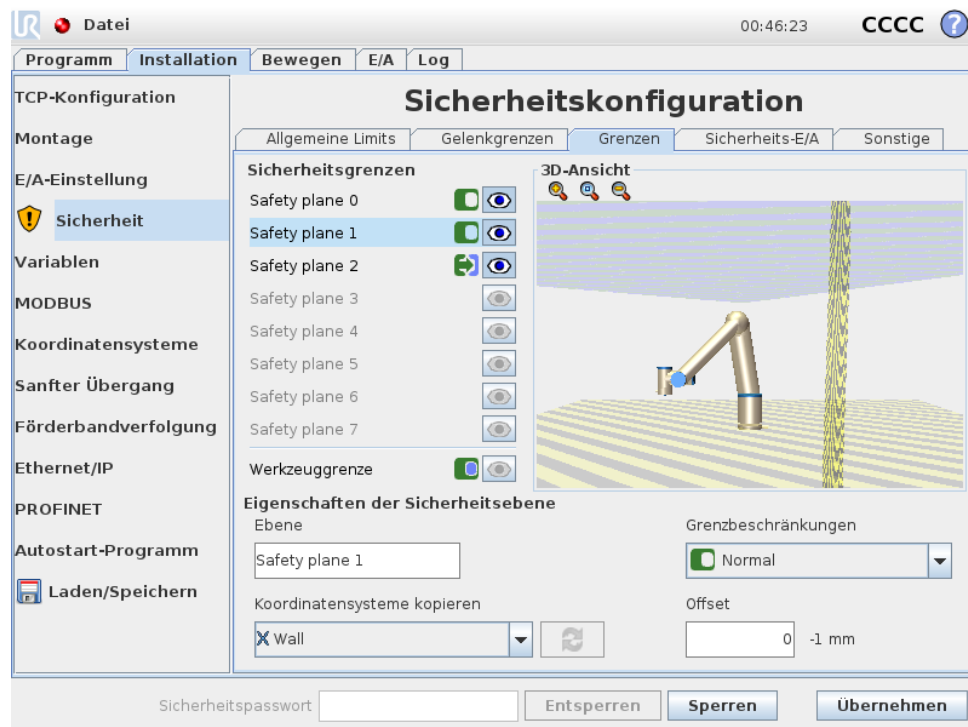 UR Datei 00:46:23 CCCC ?
Programm Installation Bewegen E/A Log
TCP-Konfiguration
Montage
E/A-Einstellung
Sicherheit
Variablen
MODBUS
Koordinatensysteme
Sanfter Übergang
Förderbandverfolgung
Ethernet/IP
PROFINET
Autostart-Programm
Laden/Speichern
Sicherheitskonfiguration
Allgemeine Limits Gelenkgrenzen Grenzen Sicherheits-E/A Sonstige
Sicherheitsgrenzen
Safety plane 0
Safety plane 1
Safety plane 2
Safety plane 3
Safety plane 4
Safety plane 5
Safety plane 6
Safety plane 7
Werkzeuggrenze
3D-Ansicht
Eigenschaften der Sicherheitsebene
Ebene
Safety plane 1
Grenzbeschränkungen
Normal
Koordinatensysteme kopieren
Wall
Offset
0 -1 mm
Sicherheitspasswort Entsperren Sperren Übernehmen